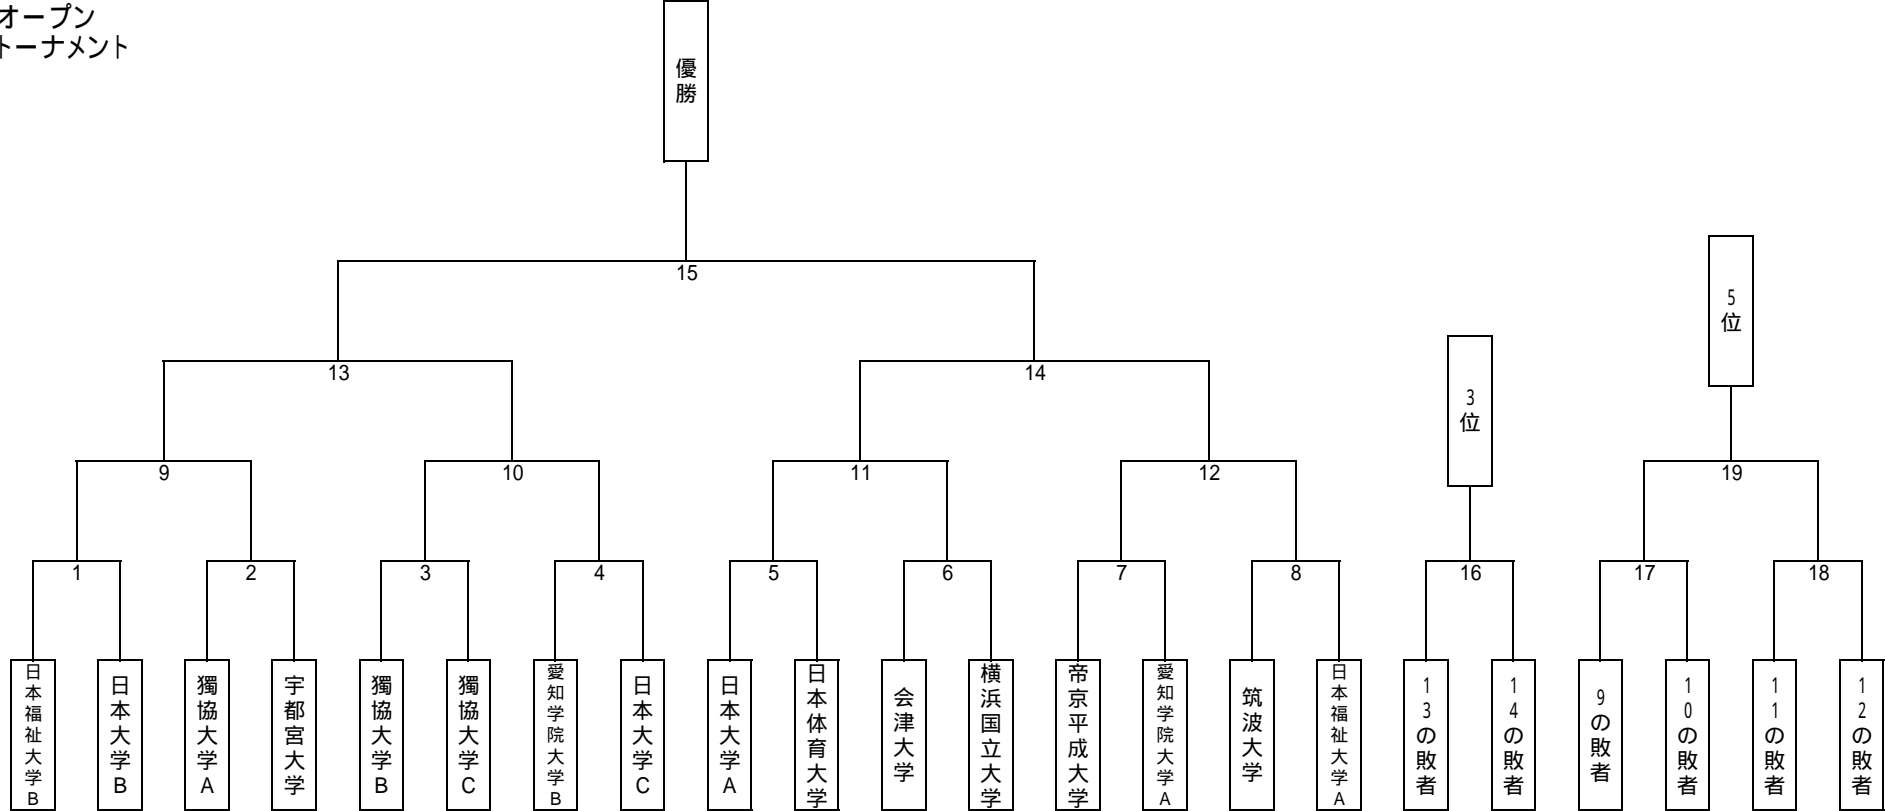 オープン
トーナメント
優勝
15
5位
13
14
3位
9
10
11
12
19
1
2
3
4
5
6
7
8
16
17
18
日本福祉大学B
日本大学B
獨協大学A
宇都宮大学
獨協大学B
獨協大学C
愛知学院大学B
日本大学C
日本大学A
日本体育大学
会津大学
横浜国立大学
帝京平成大学
愛知学院大学A
筑波大学
日本福祉大学A
13の敗者
14の敗者
9の敗者
10の敗者
11の敗者
12の敗者